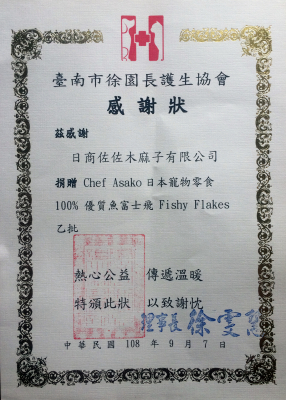 臺南市徐園長護生協會
感謝狀
茲感謝
日商佐佐木麻子有限公司
捐贈 Chef Asako 日本寵物零食
100% 優質魚富士飛 Fishy Flakes
乙批
熱心公益 傳遞溫暖
特頒此狀 以致謝忱
理事長 徐雯
中華民國 108 年 9 月 7 日